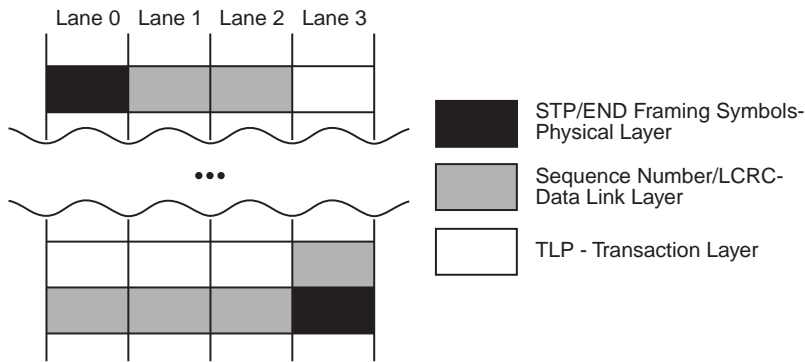 Lane 0 Lane 1 Lane 2 Lane 3
STP/END Framing Symbols-
Physical Layer
Sequence Number/LCRC-
Data Link Layer
TLP - Transaction Layer